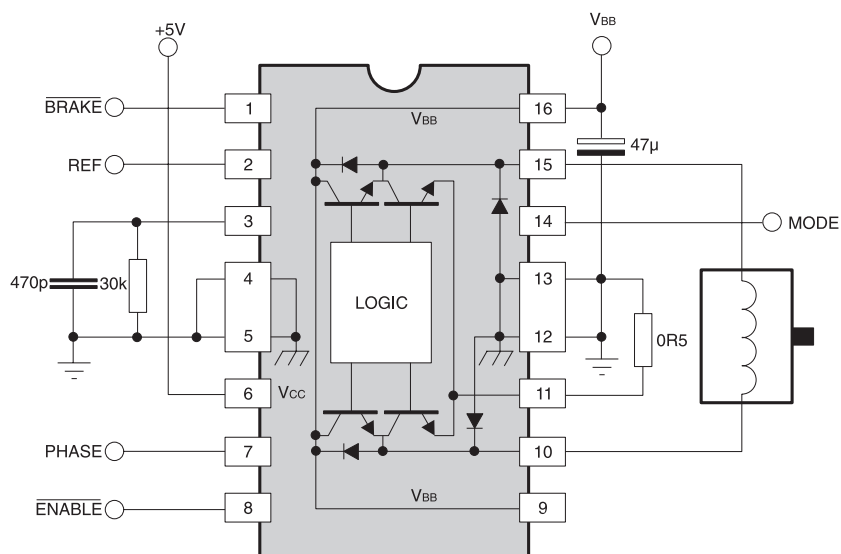 +5V
VBB
BRAKE
1
VBB
16
47µ
REF
2
15
3
14
MODE
470p
30k
4
13
LOGIC
5
12
0R5
6
VCC
11
PHASE
7
10
ENABLE
8
VBB
9